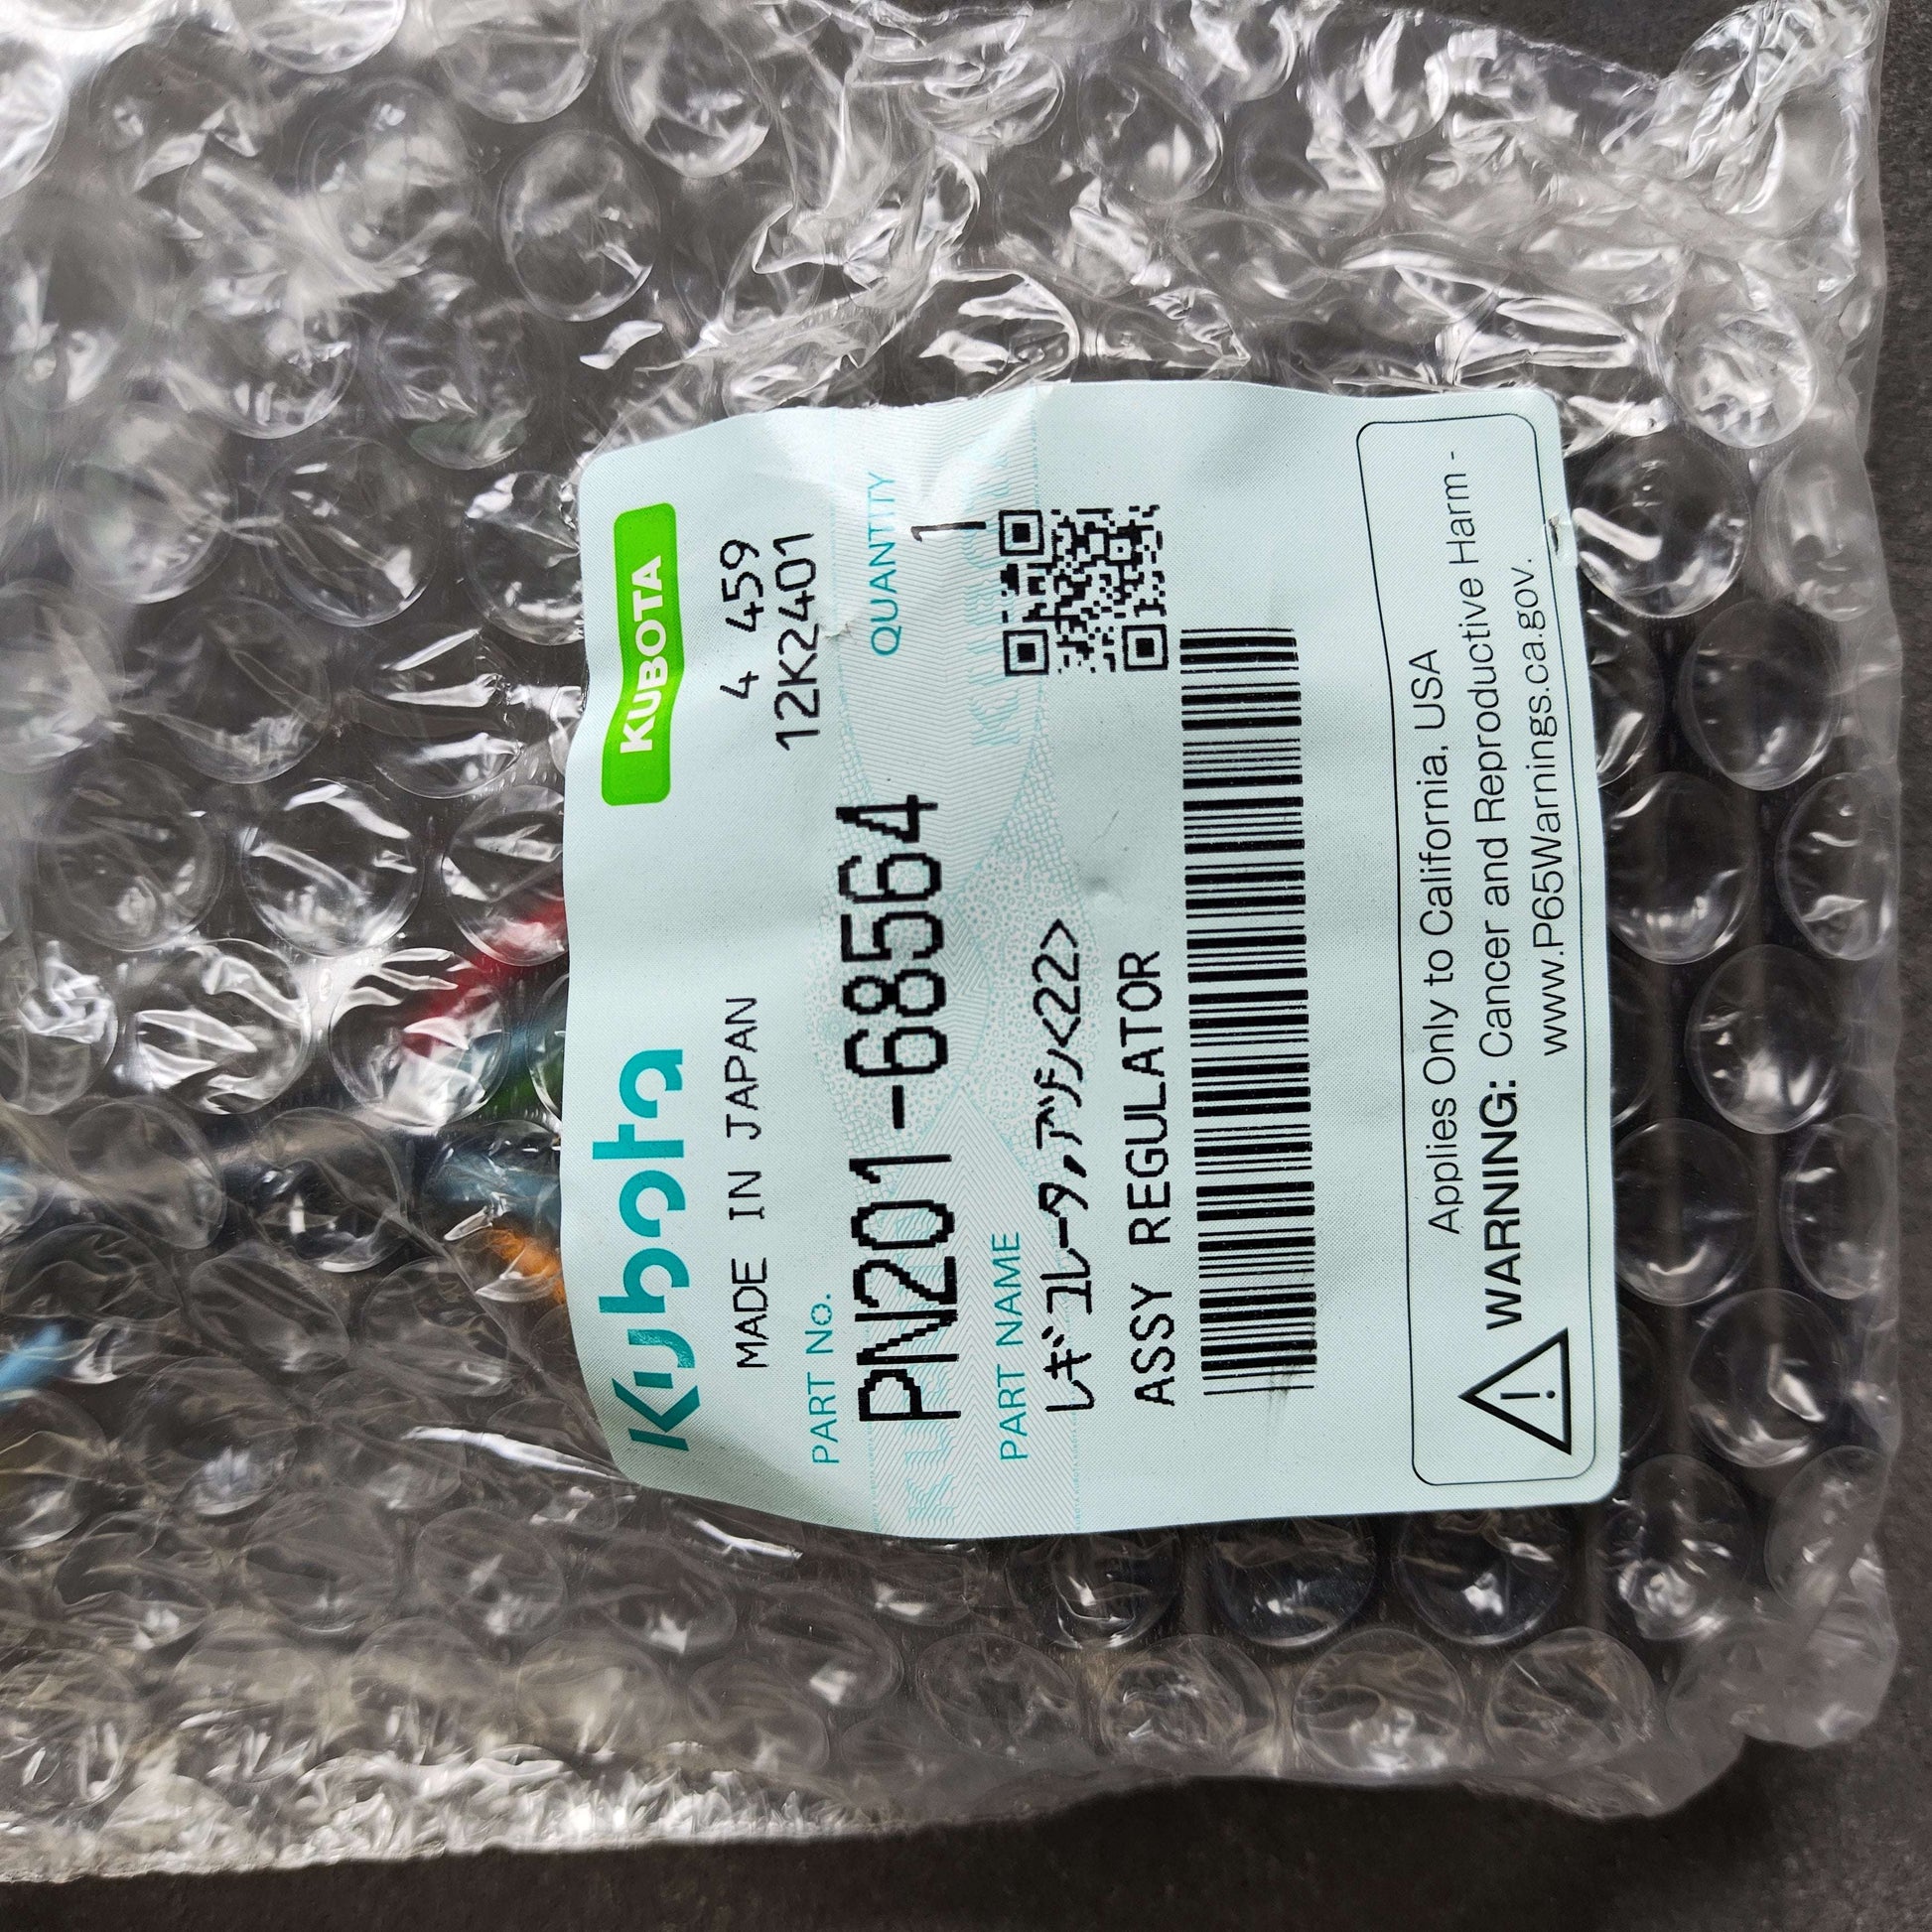 Kubota
KUBOTA
MADE IN JAPAN
4 459
12K2401
PART No.
QUANTITY
PN201-68564
1
PART NAME
レギュレータ,アッシ<22>
ASSY REGULATOR
Applies Only to California, USA
WARNING: Cancer and Reproductive Harm -
www.P65Warnings.ca.gov.